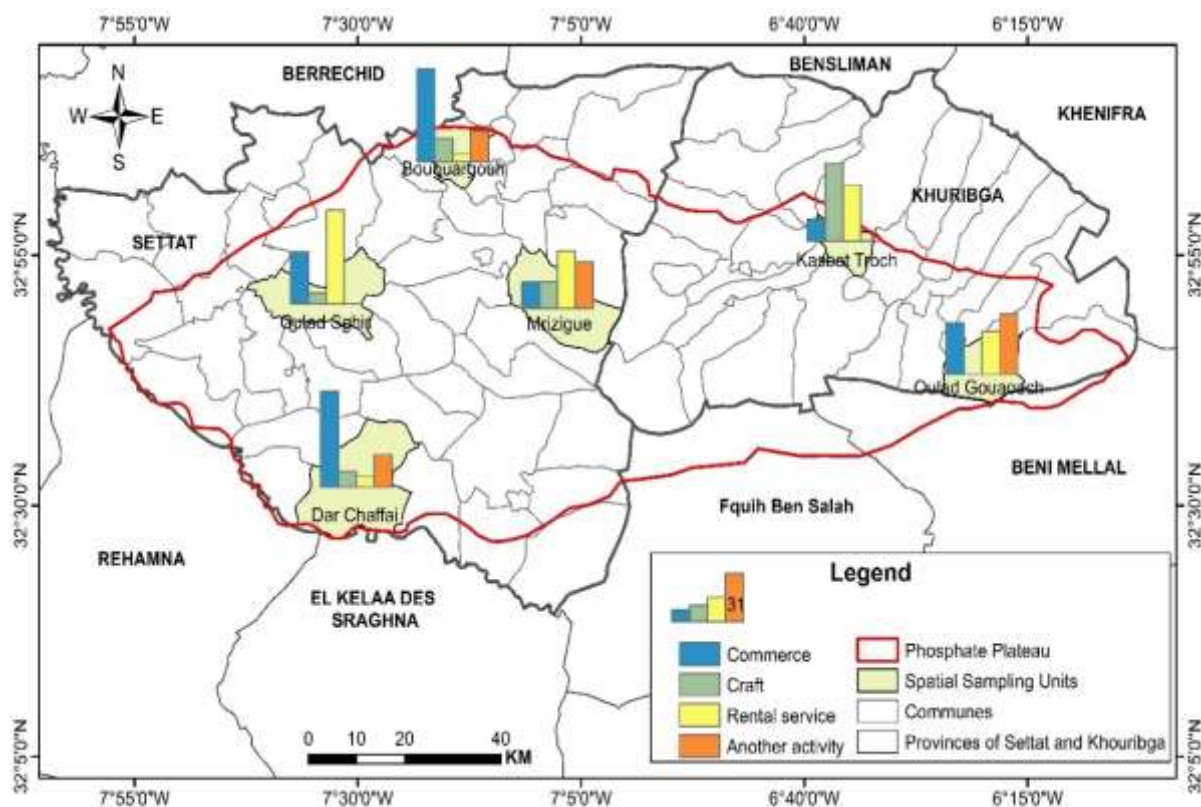 7°55'0"W 7°30'0"W 7°5'0"W 6°40'0"W 6°15'0"W
BENSLIMAN
BERRECHID
KHENIFRA
N
W E
S
Bouguargouh
KHURIBGA
SETTAT
32°55'0"N 32°55'0"N
Kasbat Troch
Mrizigue
Oulad Gouaouch
BENI MELLAL
Dar Chaffai
Fquih Ben Salah
32°30'0"N 32°30'0"N
REHAMNA
EL KELAA DES
SRAGHNA
Legend
31
Commerce
Craft
Rental service
Another activity
Phosphate Plateau
Spatial Sampling Units
Communes
Provinces of Settat and Khouribga
0 10 20 40
KM
32°5'0"N 32°5'0"N
7°55'0"W 7°30'0"W 7°5'0"W 6°40'0"W 6°15'0"W